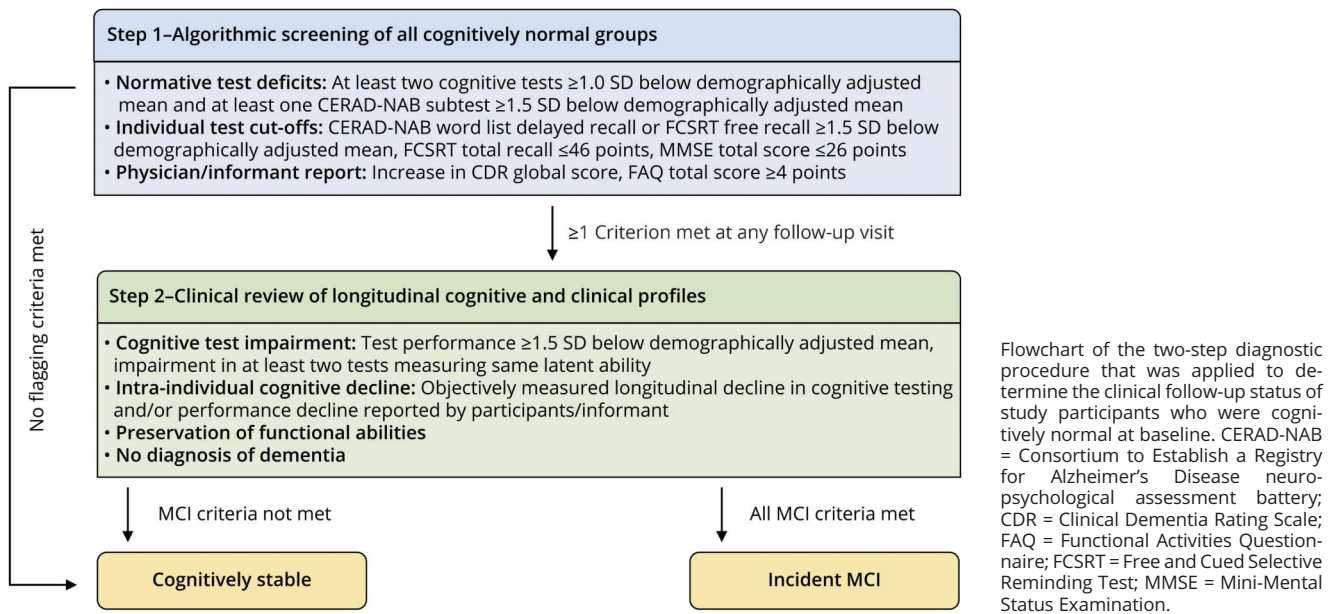 Step 1–Algorithmic screening of all cognitively normal groups
• Normative test deficits: At least two cognitive tests ≥1.0 SD below demographically adjusted
mean and at least one CERAD-NAB subtest ≥1.5 SD below demographically adjusted mean
• Individual test cut-offs: CERAD-NAB word list delayed recall or FCSRT free recall ≥1.5 SD below
demographically adjusted mean, FCSRT total recall ≤46 points, MMSE total score ≤26 points
• Physician/informant report: Increase in CDR global score, FAQ total score ≥4 points
No flagging criteria met
≥1 Criterion met at any follow-up visit
Step 2–Clinical review of longitudinal cognitive and clinical profiles
• Cognitive test impairment: Test performance ≥1.5 SD below demographically adjusted mean,
impairment in at least two tests measuring same latent ability
• Intra-individual cognitive decline: Objectively measured longitudinal decline in cognitive testing
and/or performance decline reported by participants/informant
• Preservation of functional abilities
• No diagnosis of dementia
MCI criteria not met
All MCI criteria met
Cognitively stable
Incident MCI
Flowchart of the two-step diagnostic
procedure that was applied to de-
termine the clinical follow-up status of
study participants who were cogni-
tively normal at baseline. CERAD-NAB
= Consortium to Establish a Registry
for Alzheimer’s Disease neuro-
psychological assessment battery;
CDR = Clinical Dementia Rating Scale;
FAQ = Functional Activities Question-
naire; FCSRT = Free and Cued Selective
Reminding Test; MMSE = Mini-Mental
Status Examination.